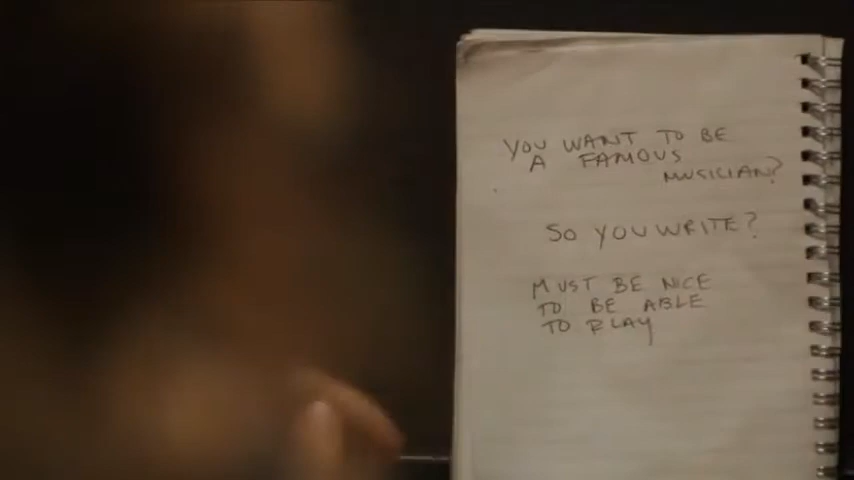 YOU WANT TO BE
A FAMOUS
MUSICIAN?
SO YOU WRITE?
MUST BE NICE
TO BE ABLE
TO PLAY